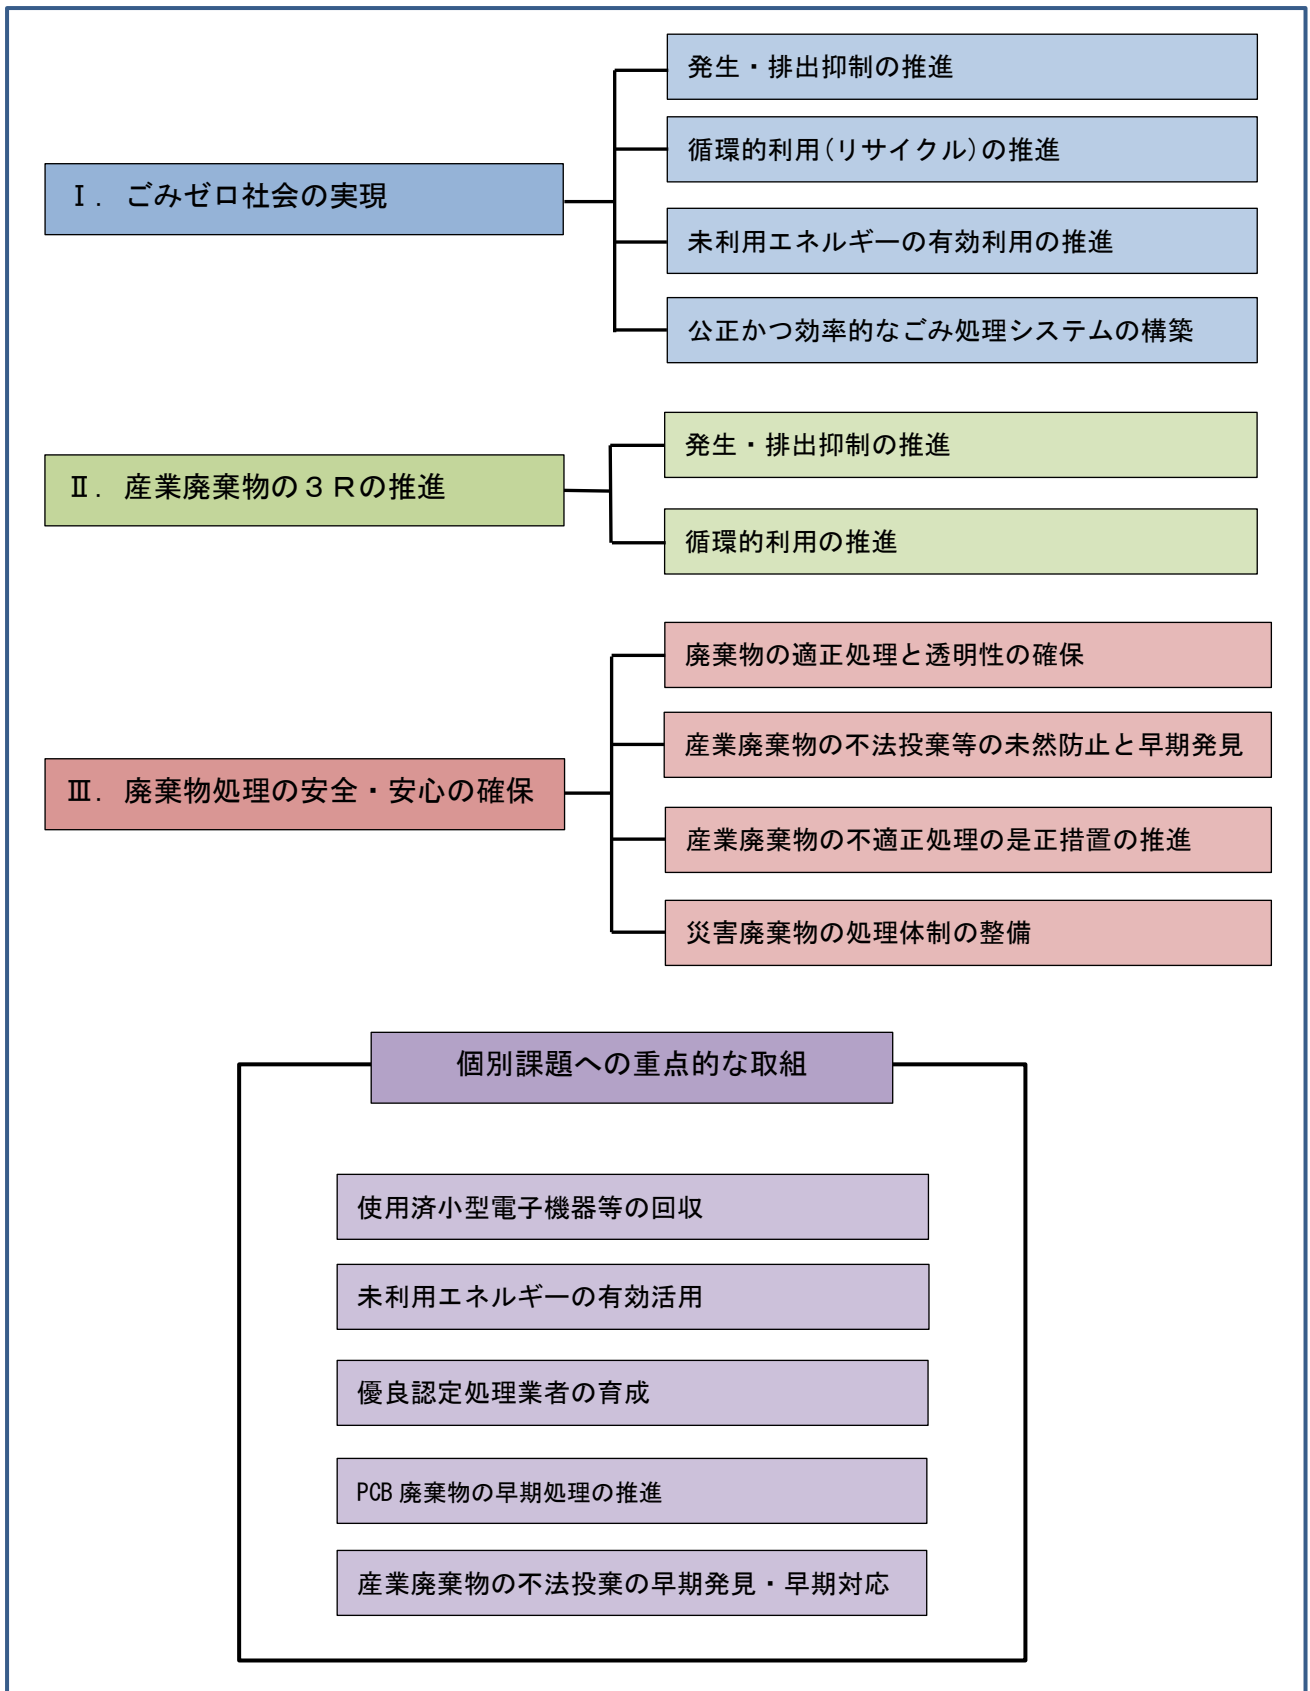 Ⅰ．ごみゼロ社会の実現
発生・排出抑制の推進
循環的利用(リサイクル)の推進
未利用エネルギーの有効利用の推進
公正かつ効率的なごみ処理システムの構築
Ⅱ．産業廃棄物の３Ｒの推進
発生・排出抑制の推進
循環的利用の推進
Ⅲ．廃棄物処理の安全・安心の確保
廃棄物の適正処理と透明性の確保
産業廃棄物の不法投棄等の未然防止と早期発見
産業廃棄物の不適正処理の是正措置の推進
災害廃棄物の処理体制の整備
個別課題への重点的な取組
使用済小型電子機器等の回収
未利用エネルギーの有効活用
優良認定処理業者の育成
PCB 廃棄物の早期処理の推進
産業廃棄物の不法投棄の早期発見・早期対応